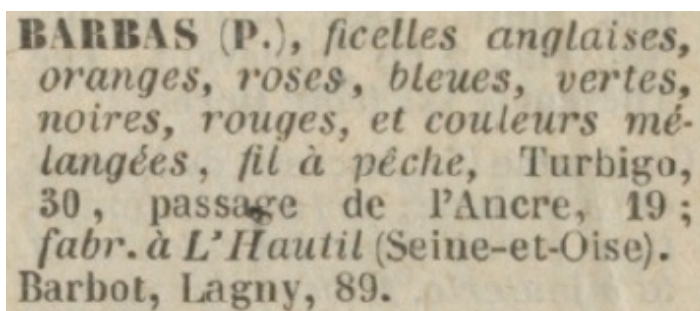 BARBAS (P.), ficelles anglaises,
oranges, roses, bleues, vertes,
noires, rouges, et couleurs mé-
langées, fil à pêche, Turbigo,
30, passage de l'Ancre, 19;
fabr. à L'Hautil (Seine-et-Oise).
Barbot, Lagny, 89.